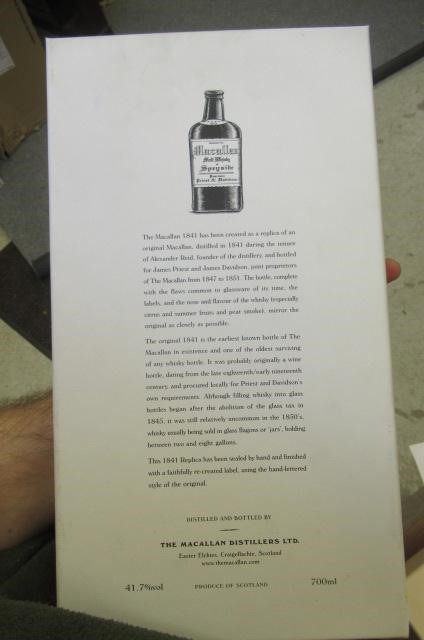 Macallan
Malt Whisky
Speyside
Priest & Davidson
The Macallan 1841 has been created as a replica of an
original Macallan, distilled in 1841 during the tenure
of Alexander Reid, founder of the distillery, and bottled
for James Priest and James Davidson, joint proprietors
of The Macallan from 1847 to 1851. The bottle, complete
with the flaws common to glassware of its time, the
labels, and the nose and flavour of the whisky (especially
citrus and summer fruits and peat smoke), mirror the
original as closely as possible.
The original 1841 is the earliest known bottle of The
Macallan in existence and one of the oldest surviving
of any whisky bottle. It was probably originally a wine
bottle, dating from the late eighteenth/early nineteenth
century, and procured locally for Priest and Davidson's
own requirements. Although filling whisky into glass
bottles began after the abolition of the glass tax in
1845, it was still relatively uncommon in the 1850's,
whisky usually being sold in glass flagons or 'jars', holding
between two and eight gallons.
This 1841 Replica has been sealed by hand and finished
with a faithfully re-created label, using the hand-lettered
style of the original.
DISTILLED AND BOTTLED BY
THE MACALLAN DISTILLERS LTD.
Easter Elchies, Craigellachie, Scotland
www.themacallan.com
41.7%vol PRODUCE OF SCOTLAND 700ml